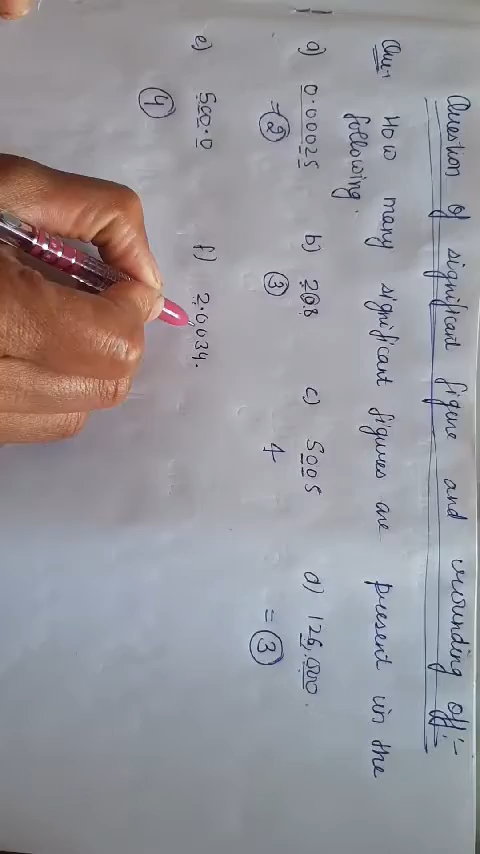 Question of significant figure and rounding off:-
Que:- How many significant figures are present in the
following.
a) 0.00025 b) 208 c) 5005 d) 126,000.
=② ③ 4 =③
e) 500.0 f) 2.0034.
④